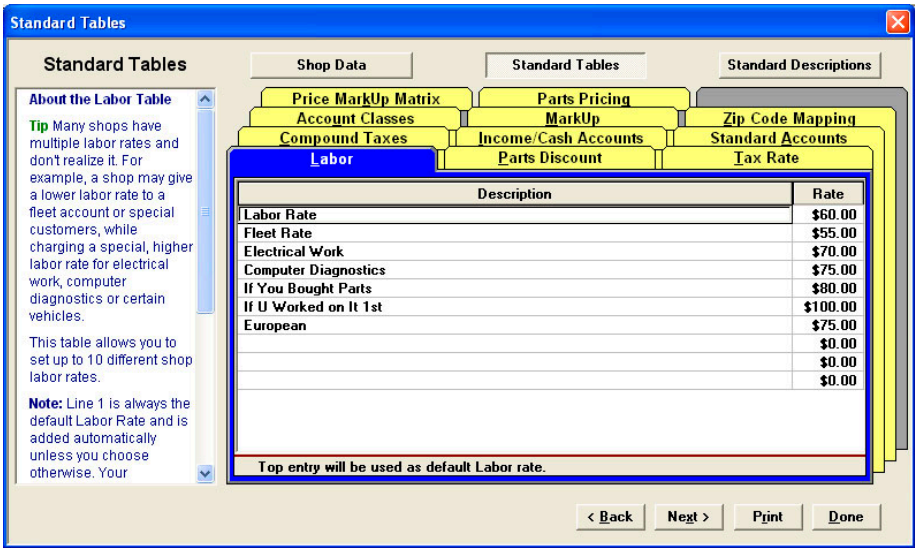 Standard Tables
Standard Tables
Shop Data
Standard Tables
Standard Descriptions
About the Labor Table
Tip Many shops have
multiple labor rates and
don't realize it. For
example, a shop may give
a lower labor rate to a
fleet account or special
customers, while
charging a special, higher
labor rate for electrical
work, computer
diagnostics or certain
vehicles.
This table allows you to
set up to 10 different shop
labor rates.
Note: Line 1 is always the
default Labor Rate and is
added automatically
unless you choose
otherwise. Your
Price MarkUp Matrix
Parts Pricing
Account Classes
MarkUp
Zip Code Mapping
Compound Taxes
Income/Cash Accounts
Standard Accounts
Labor
Parts Discount
Tax Rate
Description Rate
Labor Rate $60.00
Fleet Rate $55.00
Electrical Work $70.00
Computer Diagnostics $75.00
If You Bought Parts $80.00
If U Worked on It 1st $100.00
European $75.00
$0.00
$0.00
$0.00
Top entry will be used as default Labor rate.
< Back
Next >
Print
Done